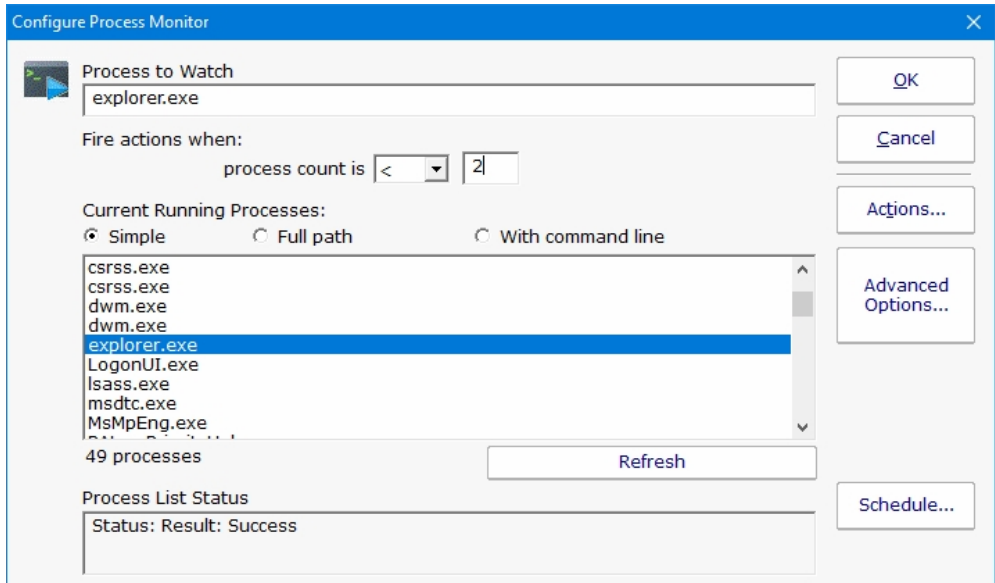 Configure Process Monitor
Process to Watch
explorer.exe
Fire actions when:
process count is < 2
Current Running Processes:
Simple Full path With command line
csrss.exe
csrss.exe
dwm.exe
dwm.exe
explorer.exe
LogonUI.exe
lsass.exe
msdtc.exe
MsMpEng.exe
49 processes
Refresh
Process List Status
Status: Result: Success
OK
Cancel
Actions...
Advanced
Options...
Schedule...